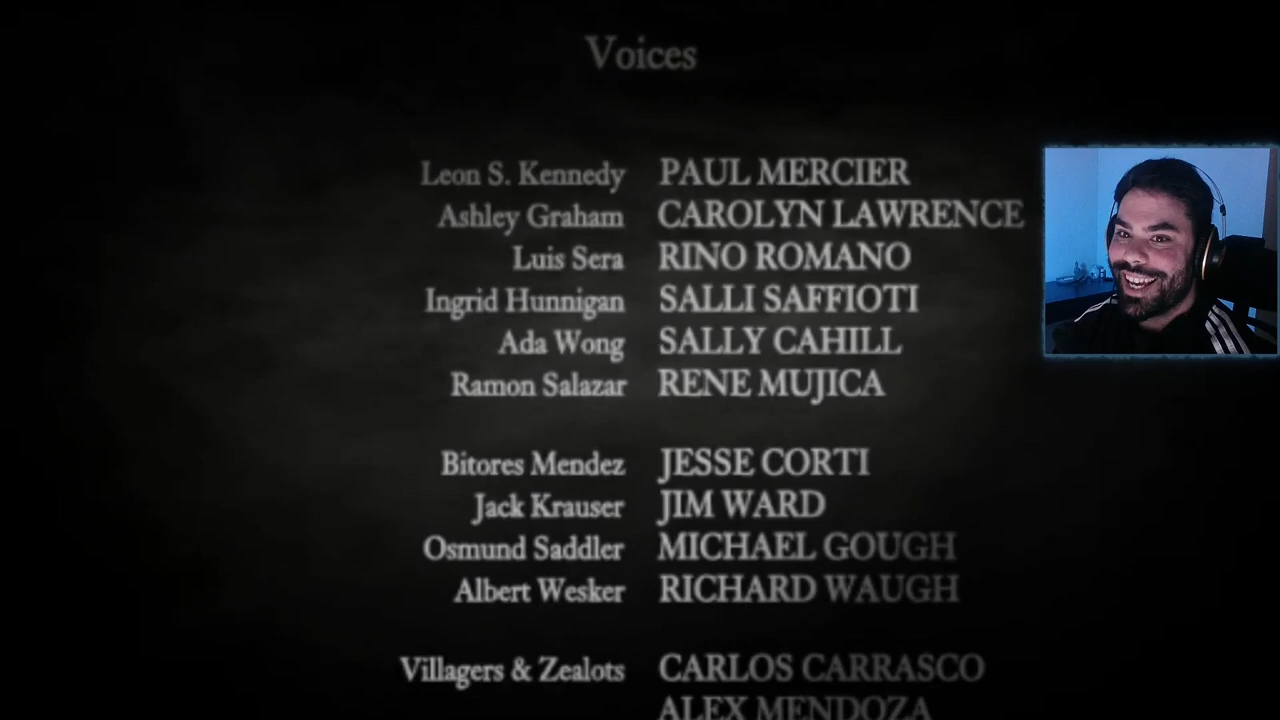 Voices
Leon S. Kennedy PAUL MERCIER
Ashley Graham CAROLYN LAWRENCE
Luis Sera RINO ROMANO
Ingrid Hunnigan SALLI SAFFIOTI
Ada Wong SALLY CAHILL
Ramon Salazar RENE MUJICA
Bitores Mendez JESSE CORTI
Jack Krauser JIM WARD
Osmund Saddler MICHAEL GOUGH
Albert Wesker RICHARD WAUGH
Villagers & Zealots CARLOS CARRASCO
ALEX MENDOZA